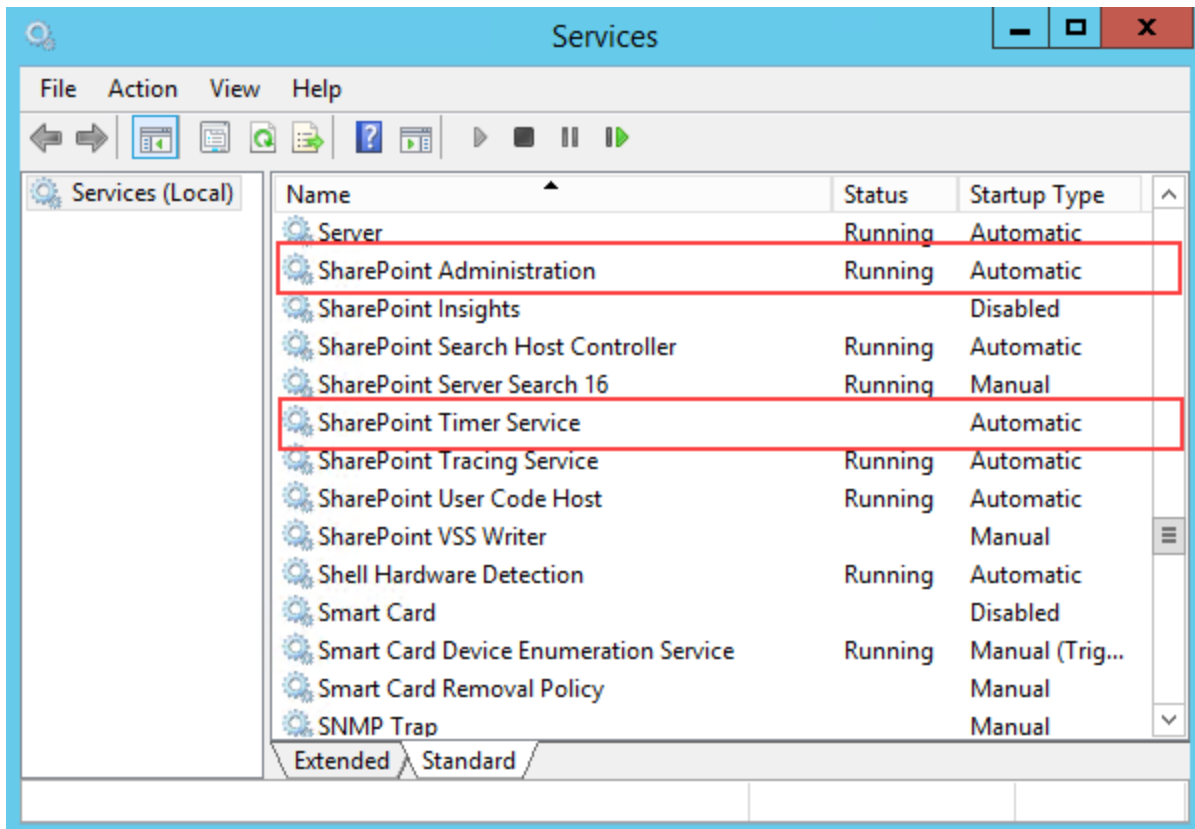 Services
File Action View Help
Services (Local)
Name Status Startup Type
Server Running Automatic
SharePoint Administration Running Automatic
SharePoint Insights Disabled
SharePoint Search Host Controller Running Automatic
SharePoint Server Search 16 Running Manual
SharePoint Timer Service Automatic
SharePoint Tracing Service Running Automatic
SharePoint User Code Host Running Automatic
SharePoint VSS Writer Manual
Shell Hardware Detection Running Automatic
Smart Card Disabled
Smart Card Device Enumeration Service Running Manual (Trig...
Smart Card Removal Policy Manual
SNMP Trap Manual
Extended Standard